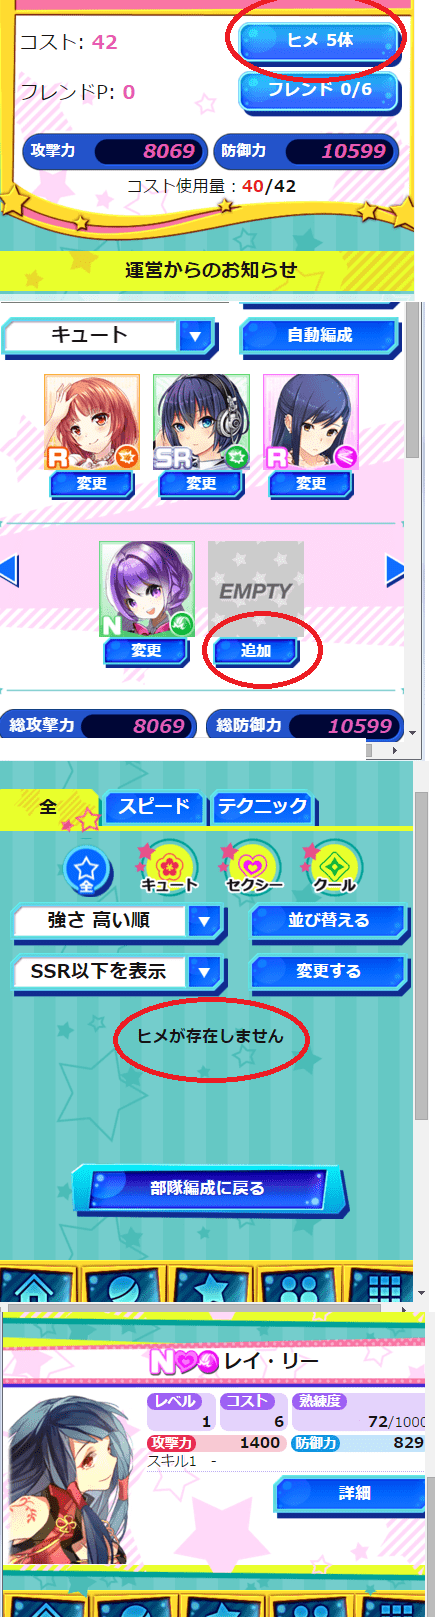 コスト: 42
ヒメ 5体
フレンドP: 0
フレンド 0/6
攻撃力 8069 防御力 10599
コスト使用量：40/42
運営からのお知らせ
キュート ▼ 自動編成
R SR R
変更 変更 変更
EMPTY
N
変更 追加
総攻撃力 8069 総防御力 10599
全 スピード テクニック
全 キュート セクシー クール
強さ 高い順 ▼ 並び替える
SSR以下を表示 ▼ 変更する
ヒメが存在しません
部隊編成に戻る
N レイ・リー
レベル コスト 熟練度
1 6 72/1000
攻撃力 1400 防御力 829
スキル1 -
詳細